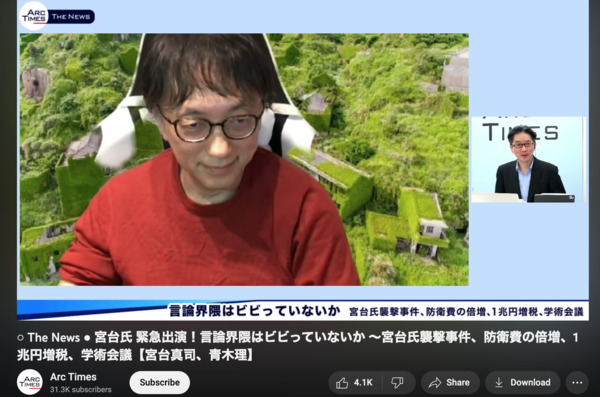 ARC TIMES THE NEWS
ARC TIMES
言論界隈はビビっていないか 宮台氏襲撃事件、防衛費の倍増、1兆円増税、学術会議
○ The News ● 宮台氏 緊急出演！言論界隈はビビっていないか 〜宮台氏襲撃事件、防衛費の倍増、1
兆円増税、学術会議【宮台真司、青木理】
ARC TIMES
Arc Times
31.3K subscribers
Subscribe
4.1K
Share
Download